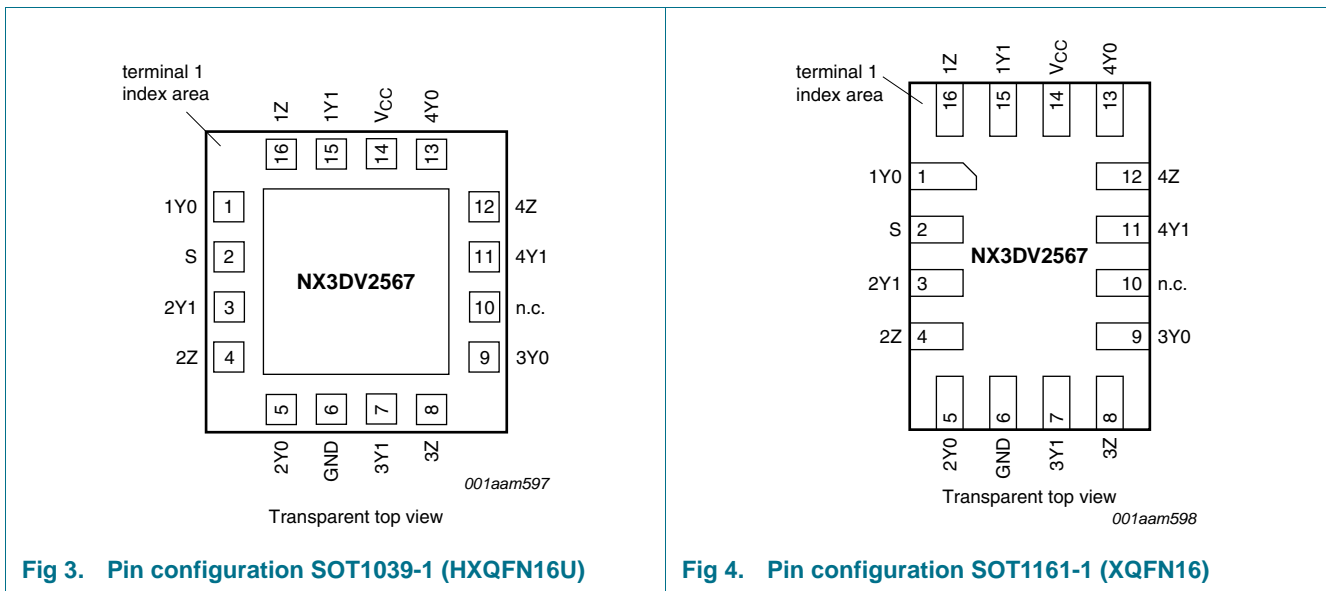 terminal 1
index area
1Z
1Y1
VCC
4Y0
16
15
14
13
1Y0 1
12 4Z
S 2
11 4Y1
NX3DV2567
2Y1 3
10 n.c.
2Z 4
9 3Y0
5
6
7
8
2Y0
GND
3Y1
3Z
001aam597
Transparent top view
Fig 3. Pin configuration SOT1039-1 (HXQFN16U)
terminal 1
index area
1Z
1Y1
VCC
4Y0
16
15
14
13
1Y0 1
12 4Z
S 2
11 4Y1
NX3DV2567
2Y1 3
10 n.c.
2Z 4
9 3Y0
5
6
7
8
2Y0
GND
3Y1
3Z
Transparent top view
001aam598
Fig 4. Pin configuration SOT1161-1 (XQFN16)